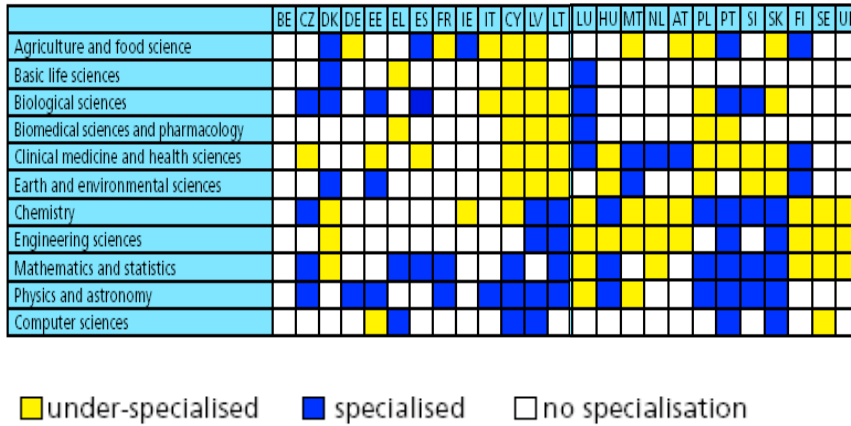 BE CZ DK DE EE EL ES FR IE IT CY LV LT LU HU MT NL AT PL PT SI SK FI SE
Agriculture and food science
Basic life sciences
Biological sciences
Biomedical sciences and pharmacology
Clinical medicine and health sciences
Earth and environmental sciences
Chemistry
Engineering sciences
Mathematics and statistics
Physics and astronomy
Computer sciences
under-specialised specialised no specialisation